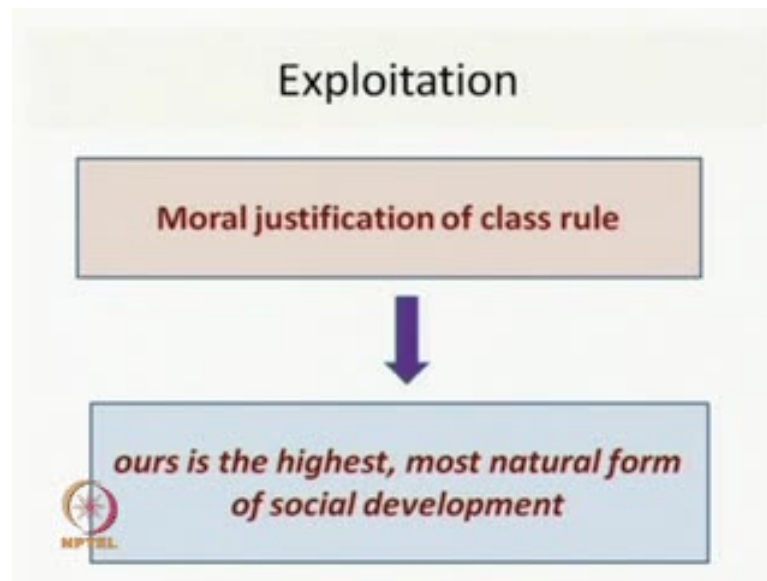 Exploitation
Moral justification of class rule
ours is the highest, most natural form
of social development
NPTEL